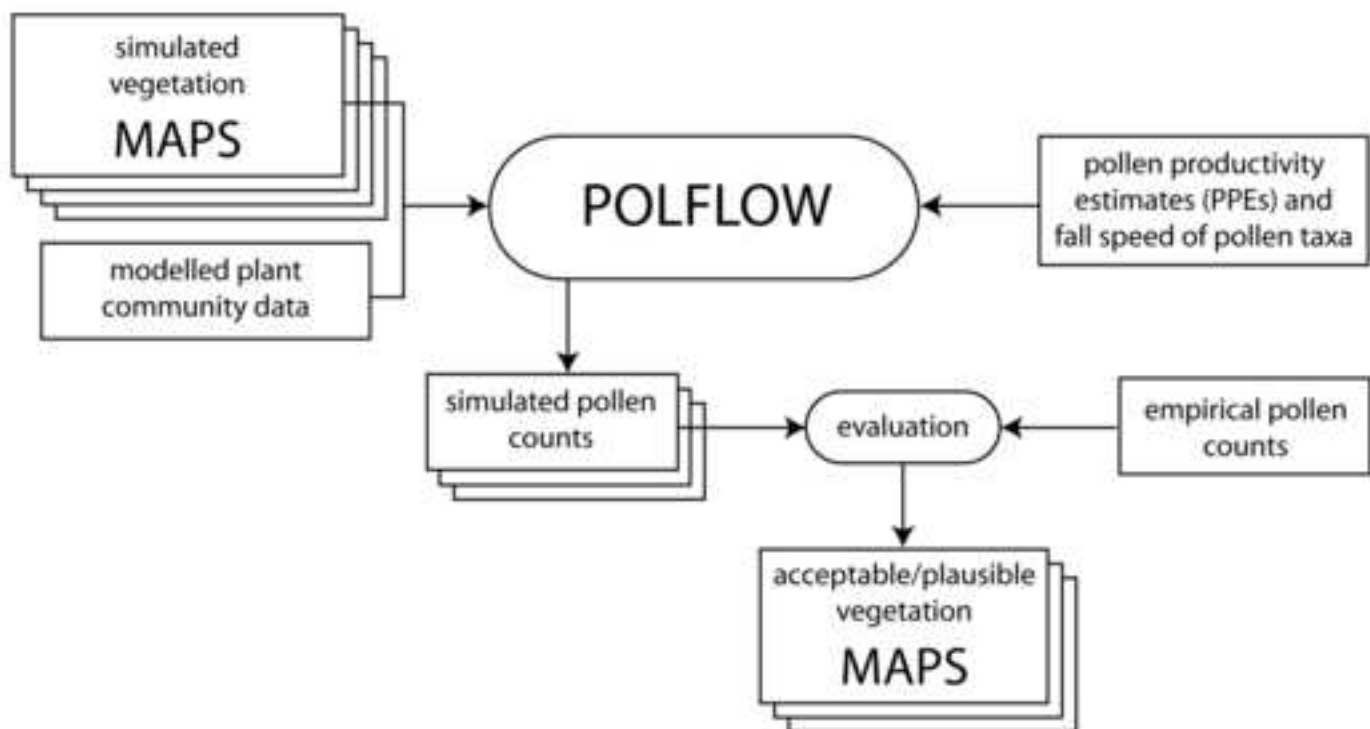 simulated
vegetation
MAPS
modelled plant
community data
POLFLOW
pollen productivity
estimates (PPEs) and
fall speed of pollen taxa
simulated pollen
counts
evaluation
empirical pollen
counts
acceptable/plausible
vegetation
MAPS